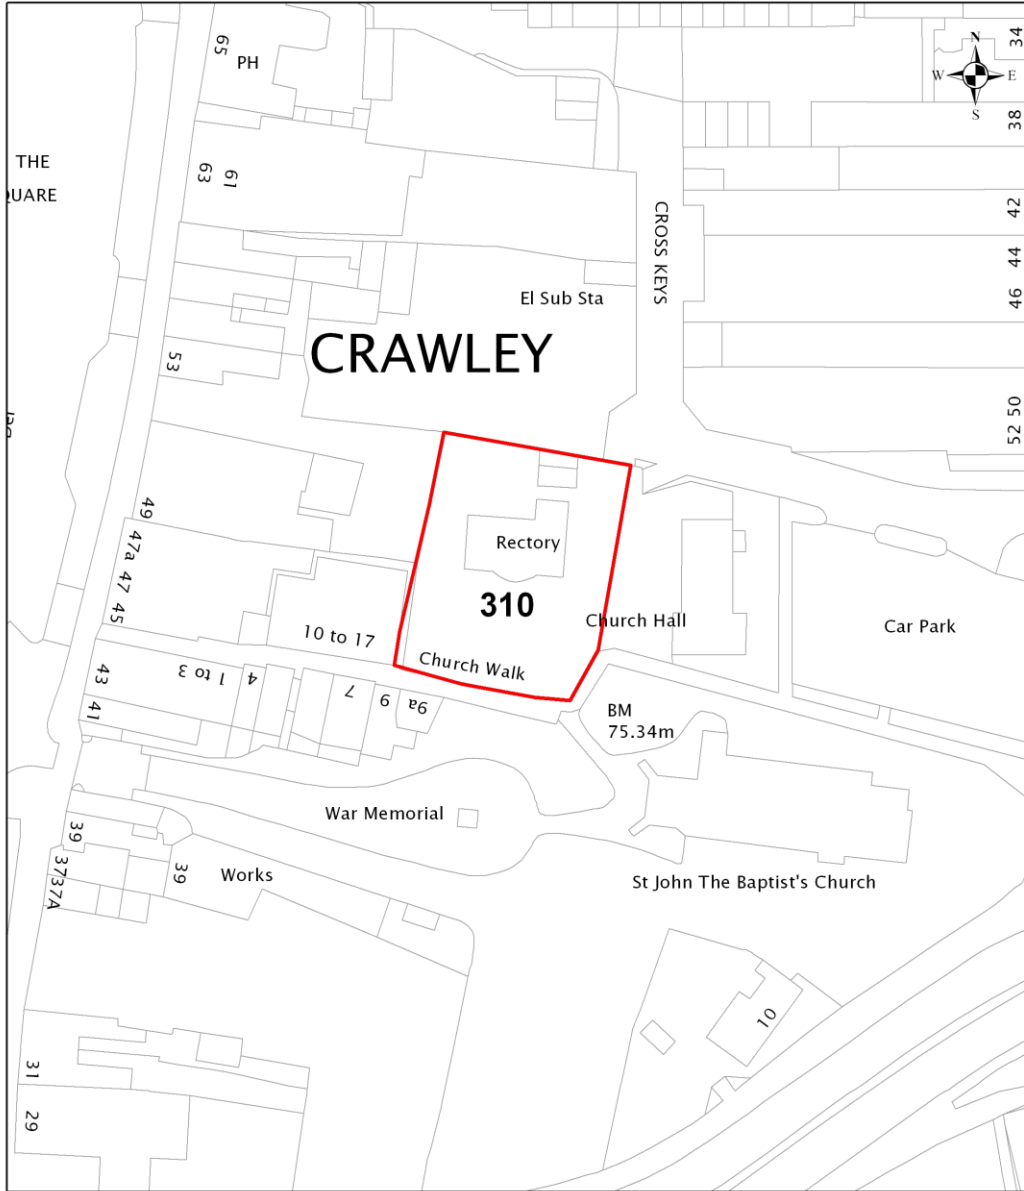 65
PH
N
W
E
S
34
38
THE
63
61
CROSS KEYS
42
44
46
El Sub Sta
CRAWLEY
53
52 50
49
47a 47 45
Rectory
310
Church Hall
Car Park
10 to 17
Church Walk
43
1 to 3
4
7
9
9a
41
BM
75.34m
War Memorial
39
39
Works
3737A
St John The Baptist's Church
10
31
29